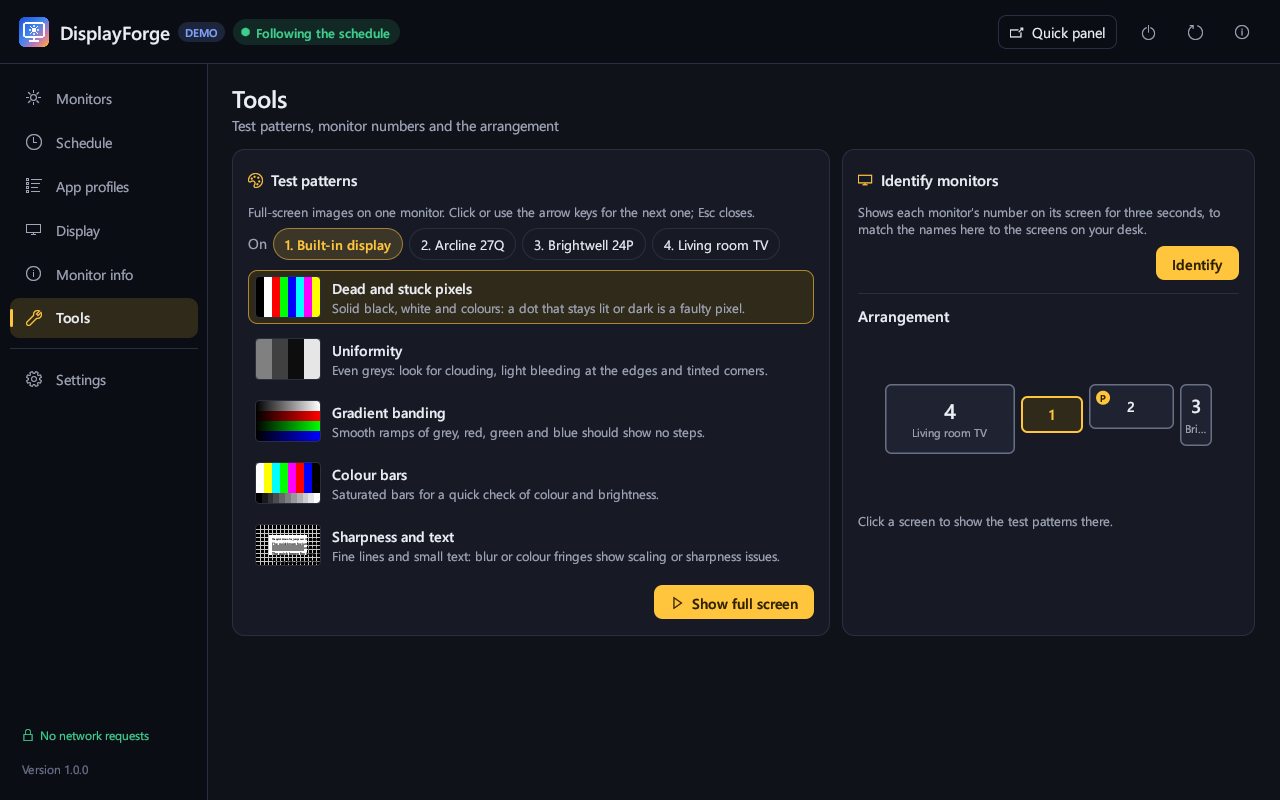 DisplayForge
DEMO
Following the schedule
Quick panel
Monitors
Schedule
App profiles
Display
Monitor info
Tools
Settings
No network requests
Version 1.0.0
Tools
Test patterns, monitor numbers and the arrangement
Test patterns
Full-screen images on one monitor. Click or use the arrow keys for the next one; Esc closes.
On
1. Built-in display
2. Arcline 27Q
3. Brightwell 24P
4. Living room TV
Dead and stuck pixels
Solid black, white and colours: a dot that stays lit or dark is a faulty pixel.
Uniformity
Even greys: look for clouding, light bleeding at the edges and tinted corners.
Gradient banding
Smooth ramps of grey, red, green and blue should show no steps.
Colour bars
Saturated bars for a quick check of colour and brightness.
Sharpness and text
Fine lines and small text: blur or colour fringes show scaling or sharpness issues.
Show full screen
Identify monitors
Shows each monitor's number on its screen for three seconds, to
match the names here to the screens on your desk.
Identify
Arrangement
4
Living room TV
1
P
2
3
Bri...
Click a screen to show the test patterns there.